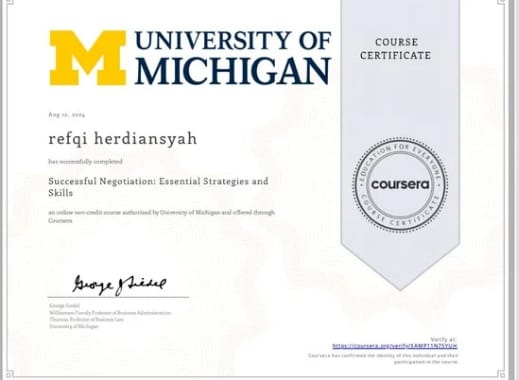 UNIVERSITY OF
MICHIGAN
COURSE
CERTIFICATE
Aug 12, 2024
refqi herdiansyah
has successfully completed
Successful Negotiation: Essential Strategies and
Skills
an online non-credit course authorized by University of Michigan and offered through
Coursera
EDUCATION FOR EVERYONE
coursera
COURSE CERTIFICATE
George Siedel
George Siedel
Williamson Family Professor of Business Administration
Thurnau Professor of Business Law
University of Michigan
Verify at:
https://coursera.org/verify/
Coursera has confirmed the identity of this individual and their
participation in the course.